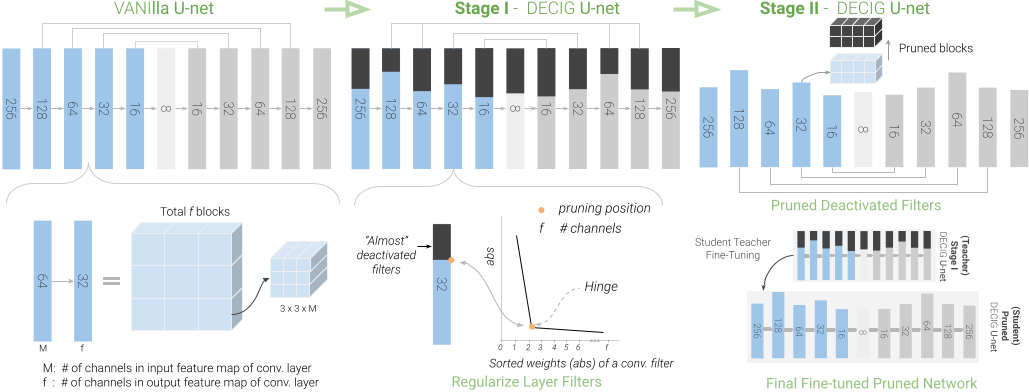 VANIlla U-net
Stage I - DECIG U-net
Stage II - DECIG U-net
256
128
64
32
16
8
16
32
64
128
256
256
128
64
32
16
8
16
32
64
128
256
Pruned blocks
256
128
64
32
16
8
16
32
64
128
256
Pruned Deactivated Filters
Total f blocks
64
32
=
M
f
3 x 3 x M
M: # of channels in input feature map of conv. layer
f : # of channels in output feature map of conv. layer
"Almost"
deactivated
filters
32
pruning position
f # channels
abs
Hinge
0 1 2 3 4 5 6 f
Sorted weights (abs) of a conv. filter
Regularize Layer Filters
Student Teacher
Fine-Tuning
(Teacher)
Stage I
DECIG U-net
256
128
64
32
16
8
16
32
64
128
256
(Student)
Pruned
DECIG U-net
Final Fine-tuned Pruned Network